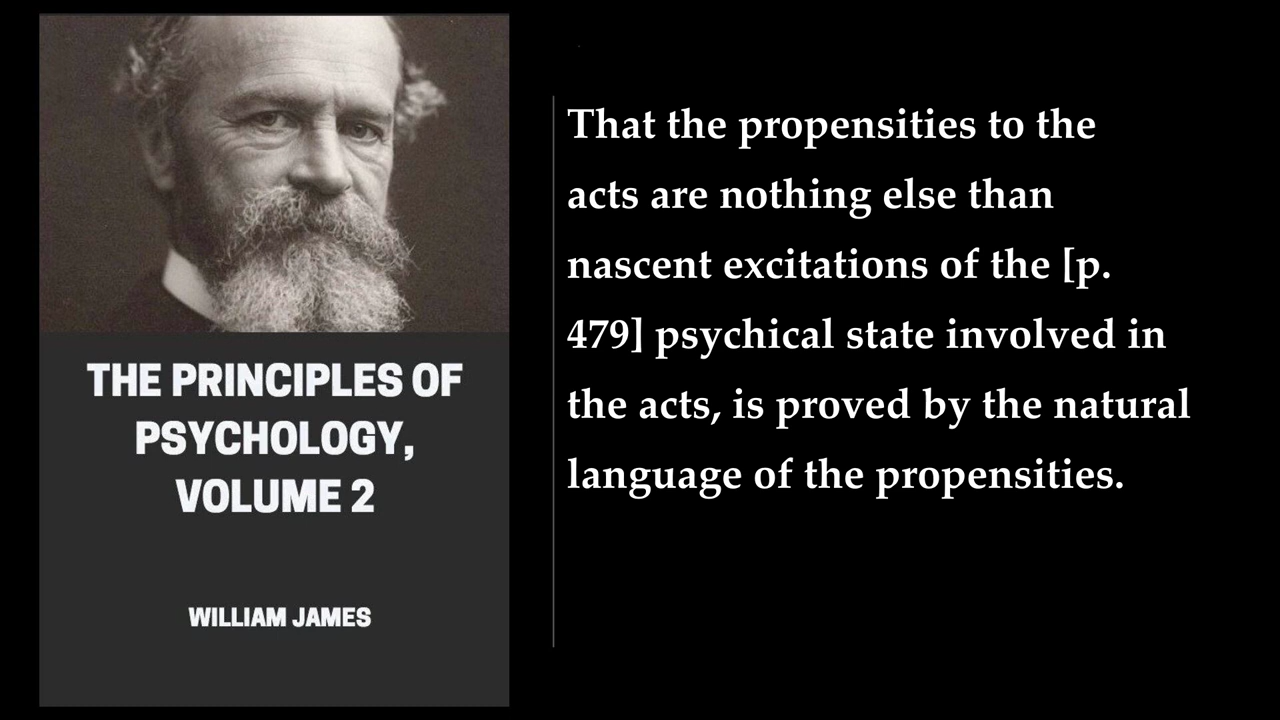 THE PRINCIPLES OF
PSYCHOLOGY,
VOLUME 2
WILLIAM JAMES
That the propensities to the
acts are nothing else than
nascent excitations of the [p.
479] psychical state involved in
the acts, is proved by the natural
language of the propensities.